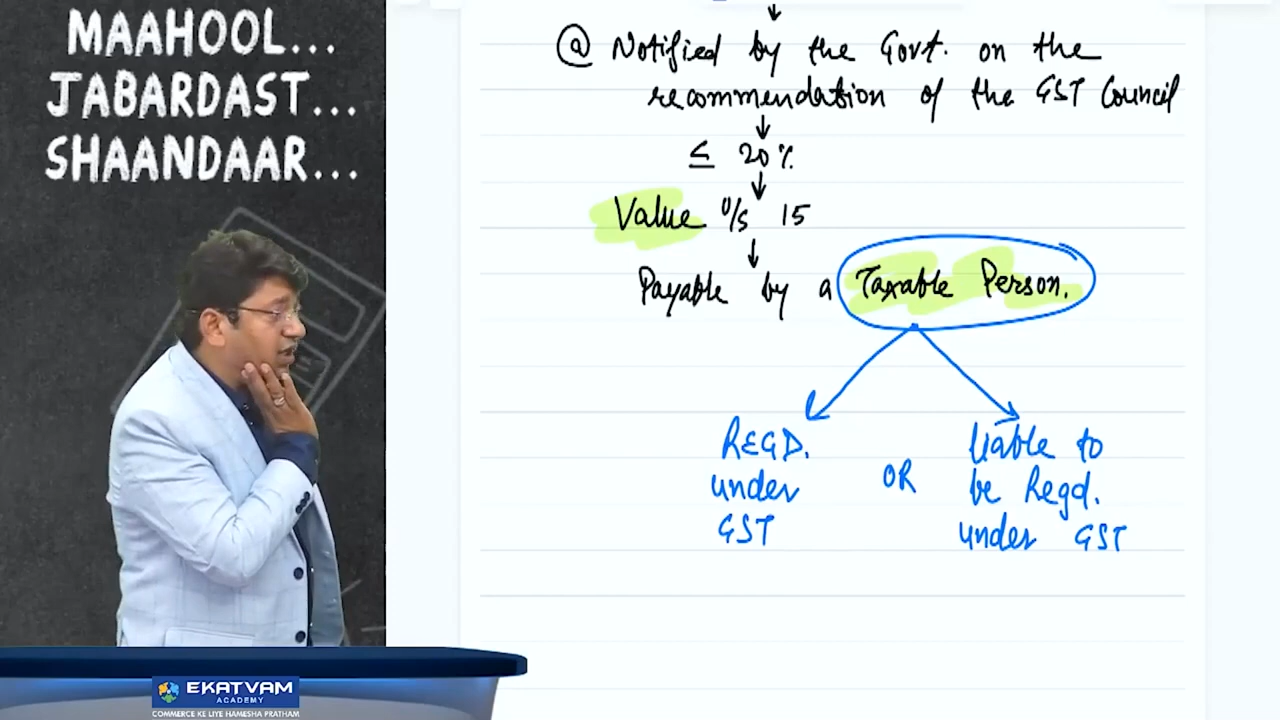 MAAHOOL...
JABARDAST...
SHAANDAAR...
@ Notified by the Govt. on the
recommendation of the GST Council
≤ 20%
Value u/s 15
Payable by a Taxable Person.
REGD.
under
GST
OR
liable to
be Regd.
under GST
EKATVAM
ACADEMY
COMMERCE KE LIYE HAMESHA PRATHAM